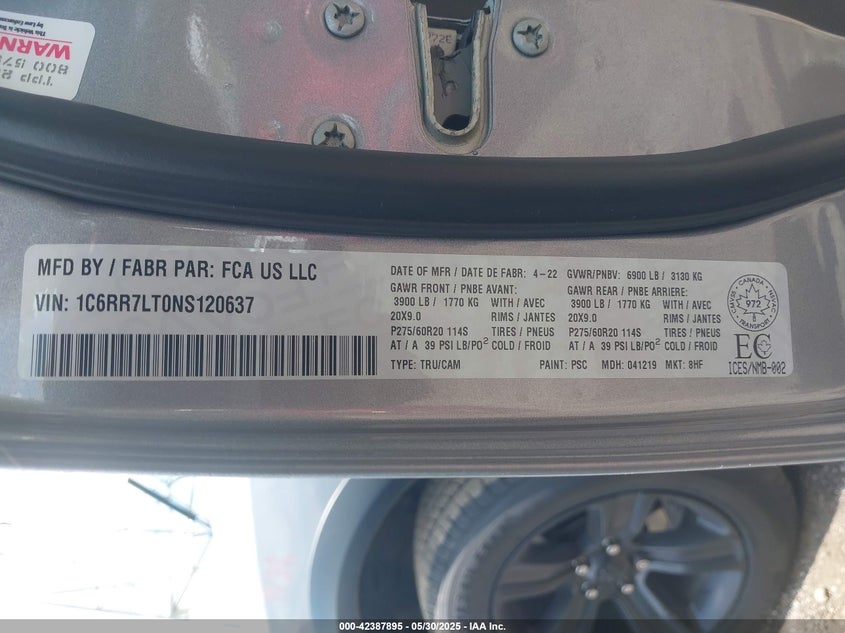 WARN
MFD BY / FABR PAR: FCA US LLC
VIN: 1C6RR7LT0NS120637
DATE OF MFR / DATE DE FABR: 4-22 GVWR/PNBV: 6900 LB / 3130 KG
GAWR FRONT / PNBE AVANT: GAWR REAR / PNBE ARRIERE:
3900 LB / 1770 KG WITH / AVEC 3900 LB / 1770 KG WITH / AVEC
20X9.0 RIMS / JANTES 20X9.0 RIMS / JANTES
P275/60R20 114S TIRES / PNEUS P275/60R20 114S TIRES / PNEUS
AT / A 39 PSI LB/PO² COLD / FROID AT / A 39 PSI LB/PO² COLD / FROID
TYPE: TRU/CAM PAINT: PSC MDH: 041219 MKT: 8HF
CANADA
CMVSS NSVAC
972
TRANSPORT
EC
ICES/NMB-002
000-42387895 - 05/30/2025 - IAA Inc.